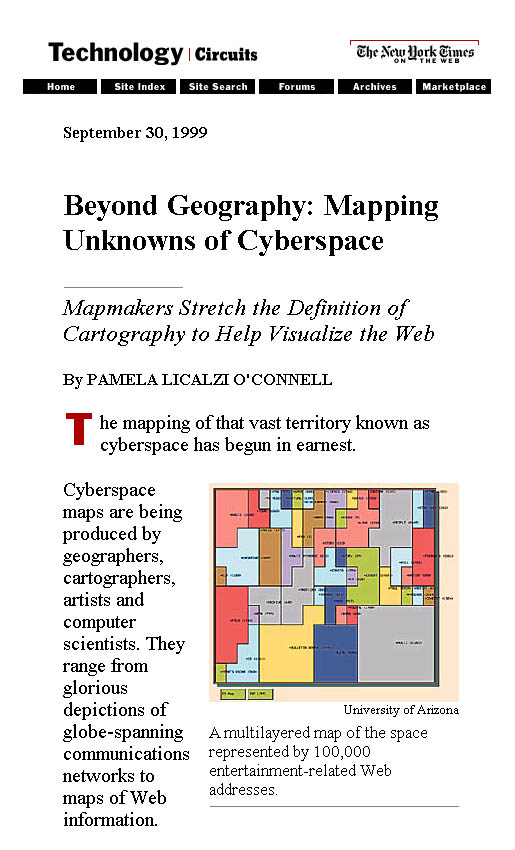 Technology | Circuits
The New York Times
ON THE WEB
Home Site Index Site Search Forums Archives Marketplace
September 30, 1999
Beyond Geography: Mapping
Unknowns of Cyberspace
Mapmakers Stretch the Definition of
Cartography to Help Visualize the Web
By PAMELA LICALZI O'CONNELL
The mapping of that vast territory known as
cyberspace has begun in earnest.
Cyberspace
maps are being
produced by
geographers,
cartographers,
artists and
computer
scientists. They
range from
glorious
depictions of
globe-spanning
communications
networks to
maps of Web
information.
University of Arizona
A multilayered map of the space
represented by 100,000
entertainment-related Web
addresses.